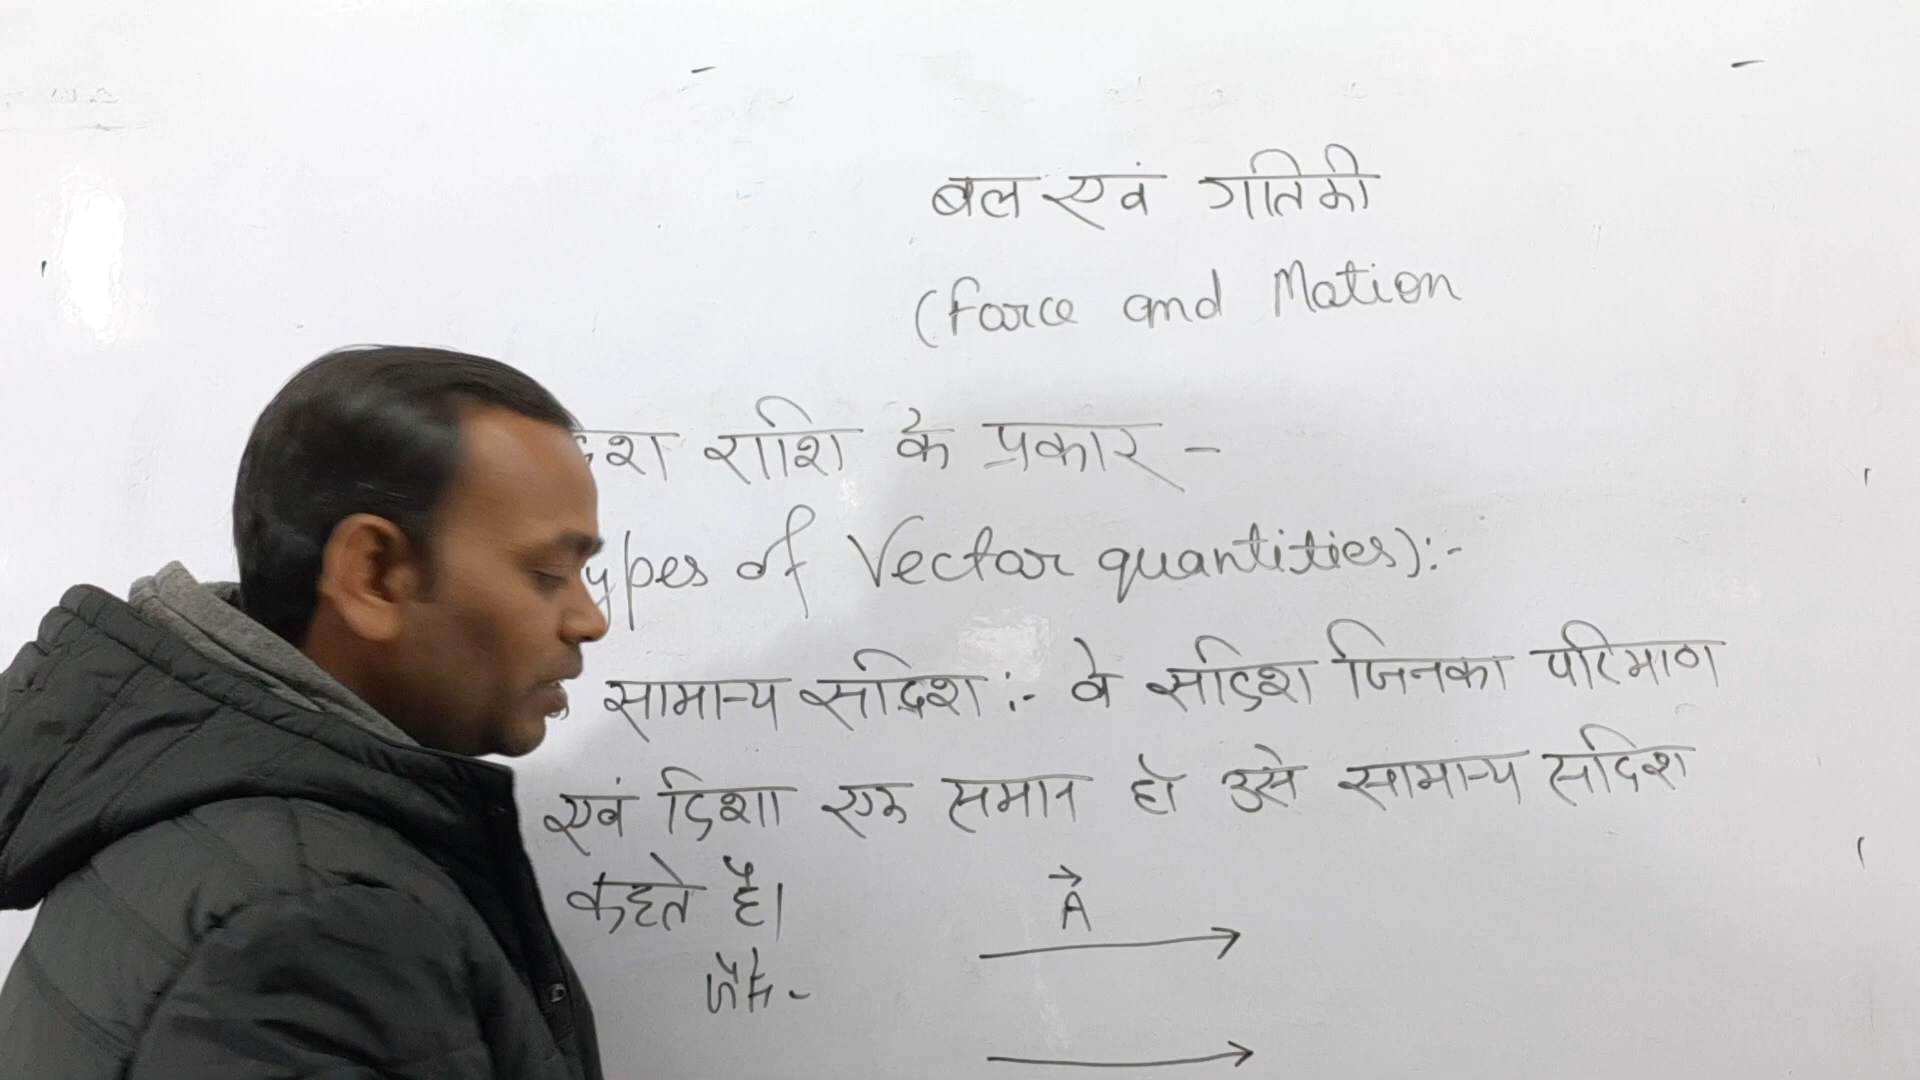 बल एवं गतिकी
(Force and Motion
राशि के प्रकार -
of Vector quantities):-
सामान्य सदिश :- वे सदिश जिनका परिमाण
एवं दिशा एक समान हो उसे सामान्य सदिश
कहते है।
A
जैसे -